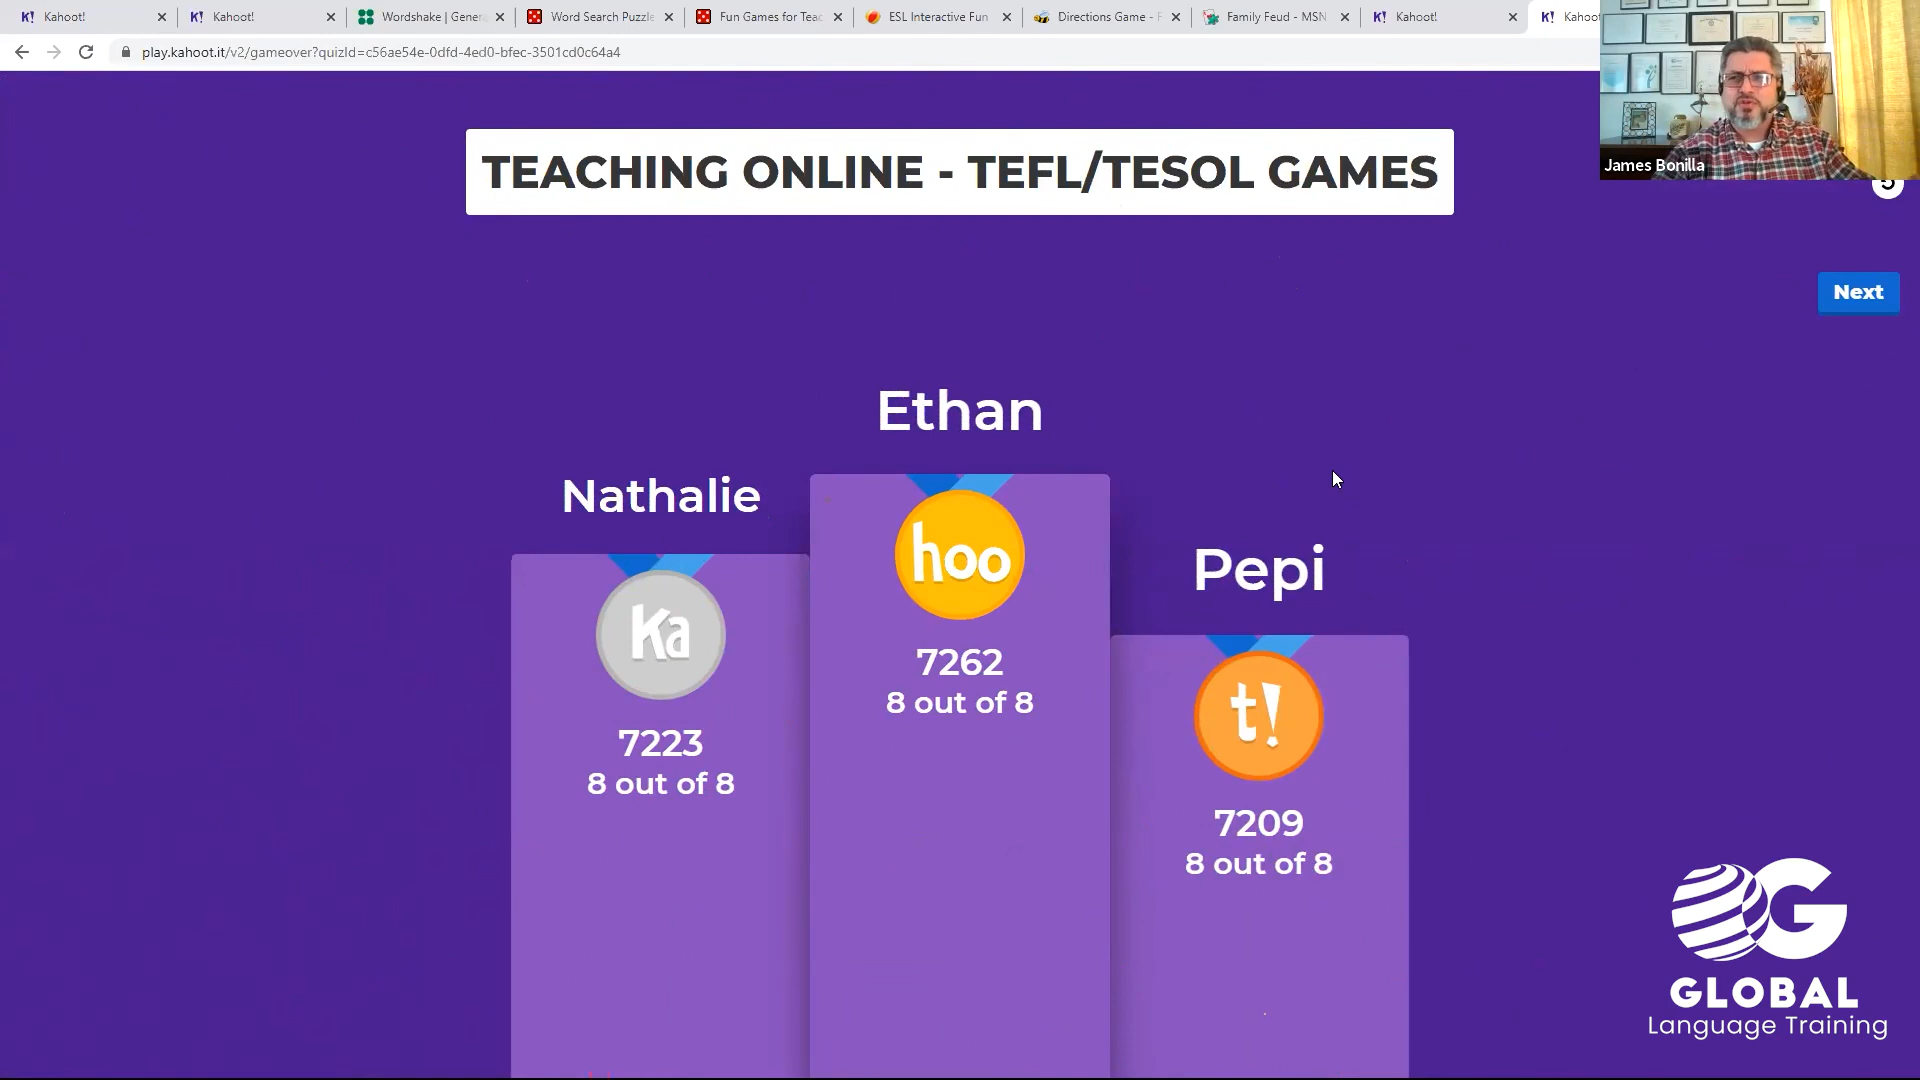 Kahoot!
Kahoot!
Wordshake | Gener
Word Search Puzzle
Fun Games for Teac
ESL Interactive Fun
Directions Game - F
Family Feud - MSN
Kahoot!
Kahoo
play.kahoot.it/v2/gameover?quizId=c56ae54e-0dfd-4ed0-bfec-3501cd0c64a4
James Bonilla
TEACHING ONLINE - TEFL/TESOL GAMES
Next
Ethan
Nathalie
Pepi
hoo
Ka
t!
7262
8 out of 8
7223
8 out of 8
7209
8 out of 8
G
GLOBAL
Language Training